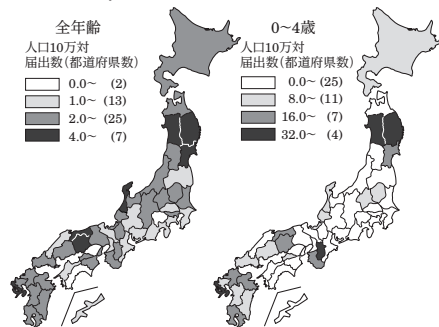 全年齢
人口10万対
届出数(都道府県数)
0.0~ (2)
1.0~ (13)
2.0~ (25)
4.0~ (7)
0~4歳
人口10万対
届出数(都道府県数)
0.0~ (25)
8.0~ (11)
16.0~ (7)
32.0~ (4)